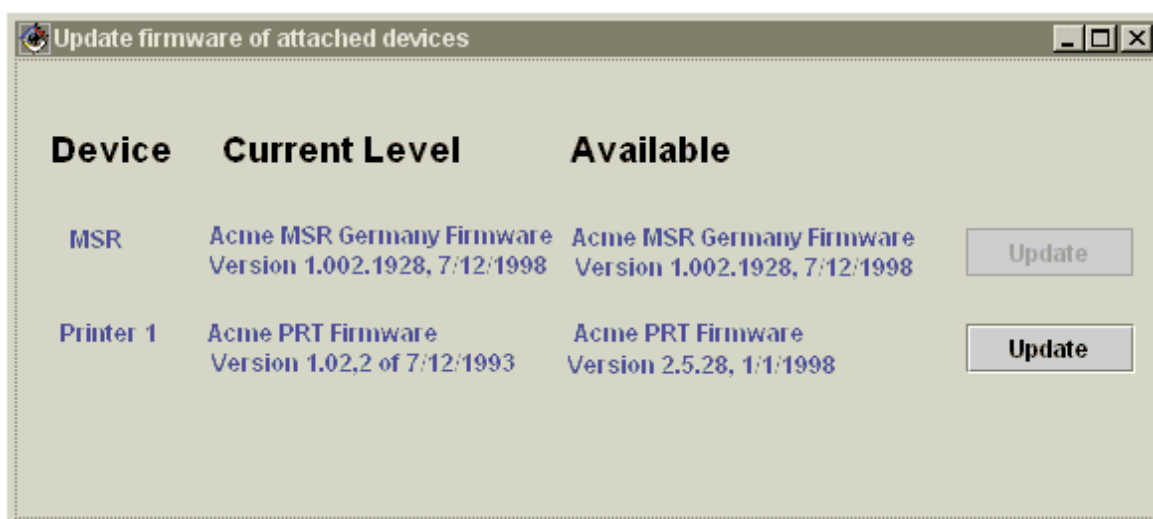 Update firmware of attached devices
Device Current Level Available
MSR Acme MSR Germany Firmware Acme MSR Germany Firmware Update
Version 1.002.1928, 7/12/1998 Version 1.002.1928, 7/12/1998
Printer 1 Acme PRT Firmware Acme PRT Firmware Update
Version 1.02,2 of 7/12/1993 Version 2.5.28, 1/1/1998